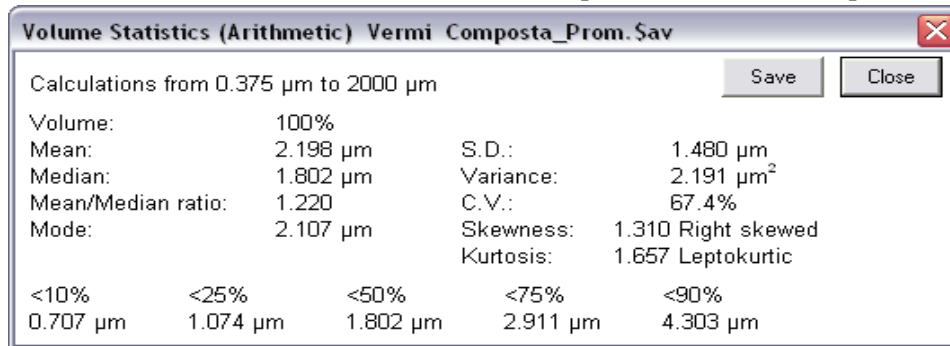 Volume Statistics (Arithmetic) Vermi Composta_Prom.$av
Calculations from 0.375 µm to 2000 µm
Save Close
Volume: 100%
Mean: 2.198 µm S.D.: 1.480 µm
Median: 1.802 µm Variance: 2.191 µm²
Mean/Median ratio: 1.220 C.V.: 67.4%
Mode: 2.107 µm Skewness: 1.310 Right skewed
Kurtosis: 1.657 Leptokurtic
<10% <25% <50% <75% <90%
0.707 µm 1.074 µm 1.802 µm 2.911 µm 4.303 µm